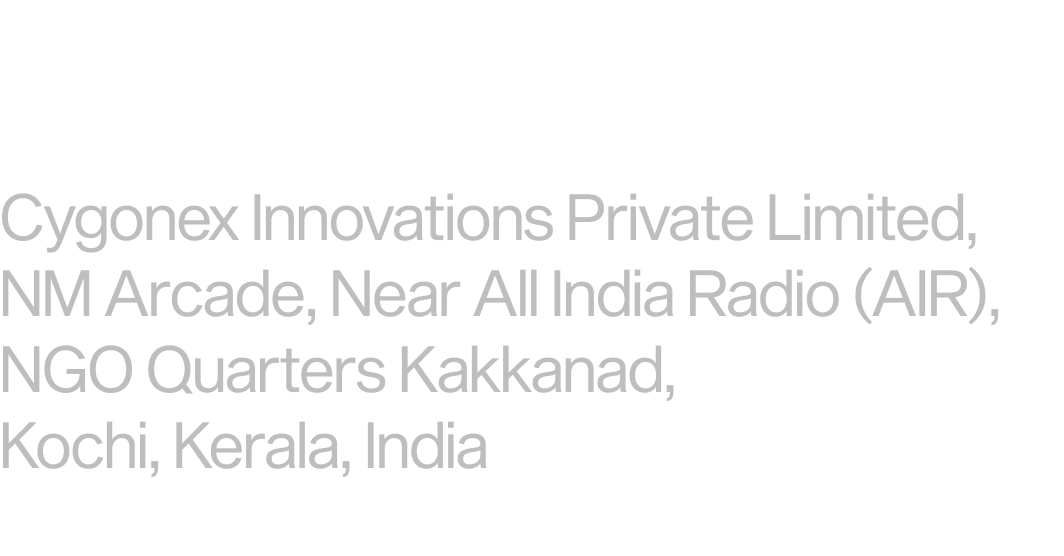 Cygonex Innovations Private Limited,
NM Arcade, Near All India Radio (AIR),
NGO Quarters Kakkanad,
Kochi, Kerala, India